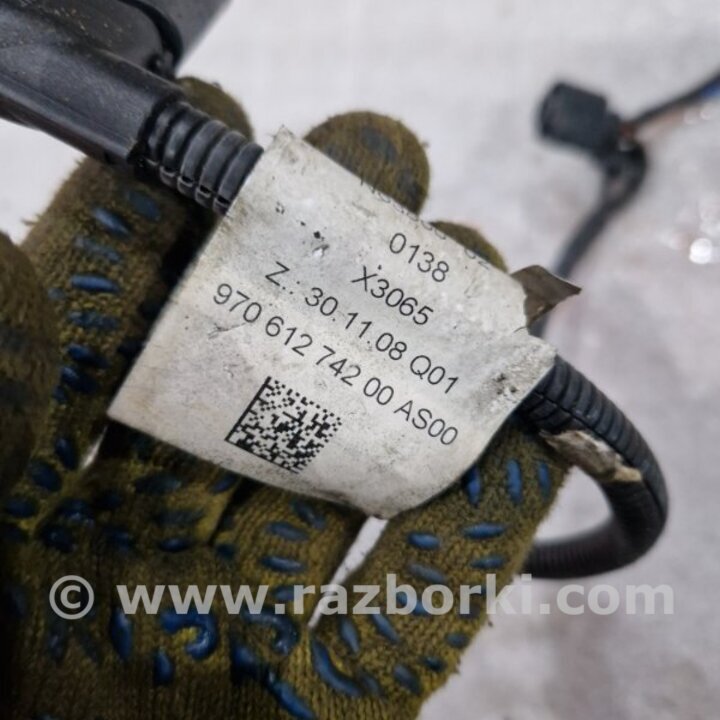 0138
X3065
Z.: 30.11.08 Q01
970 612 742 00 AS00
© www.razborki.com